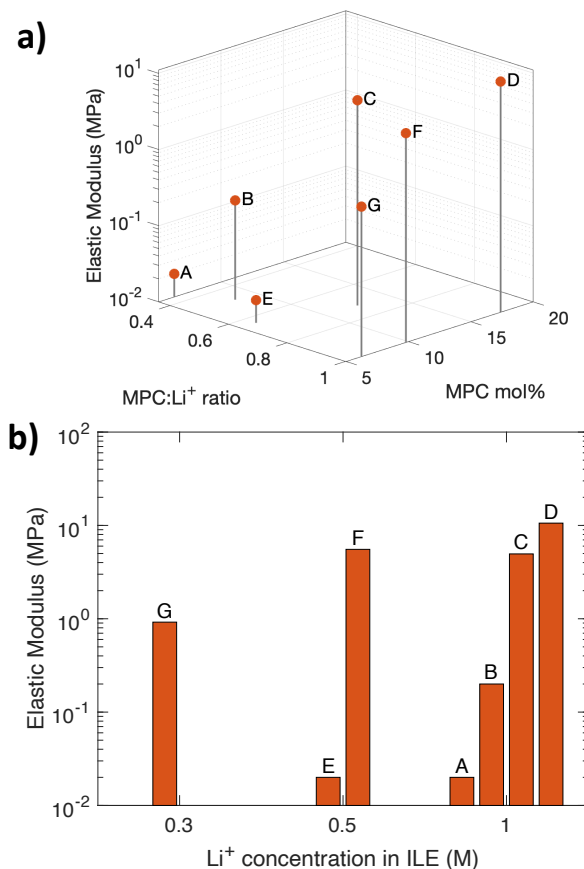 a)
Elastic Modulus (MPa)
10^1
10^0
10^-1
10^-2
A
B
C
D
E
F
G
0.4
0.6
0.8
1
5
10
15
20
MPC:Li^+ ratio
MPC mol%
b)
Elastic Modulus (MPa)
10^2
10^1
10^0
10^-1
10^-2
G
E
F
A
B
C
D
0.3
0.5
1
Li^+ concentration in ILE (M)